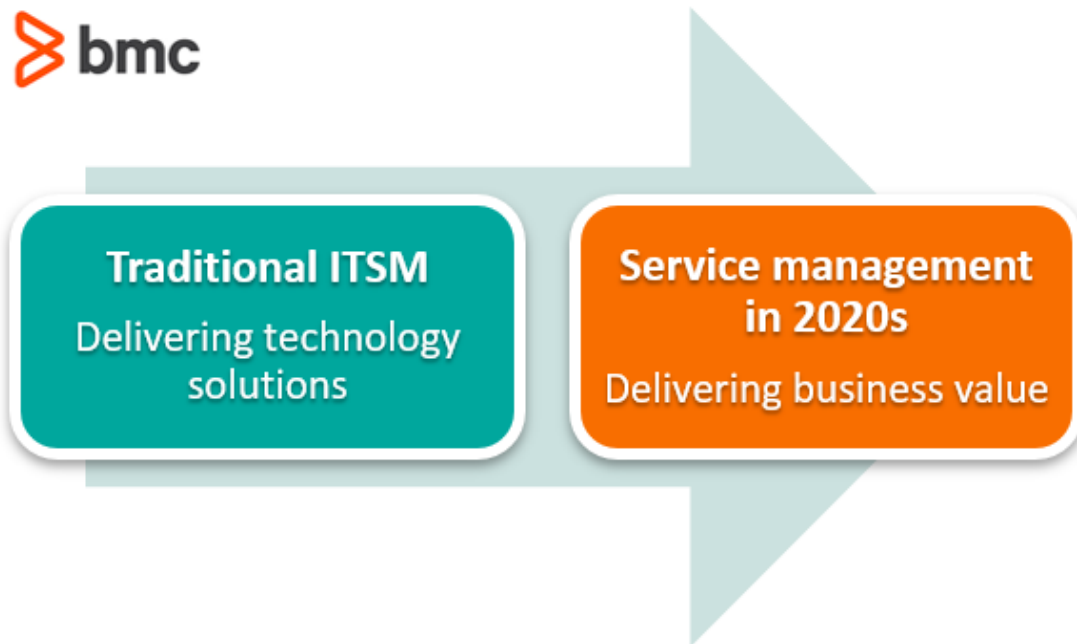 bmc
Traditional ITSM
Delivering technology
solutions
Service management
in 2020s
Delivering business value